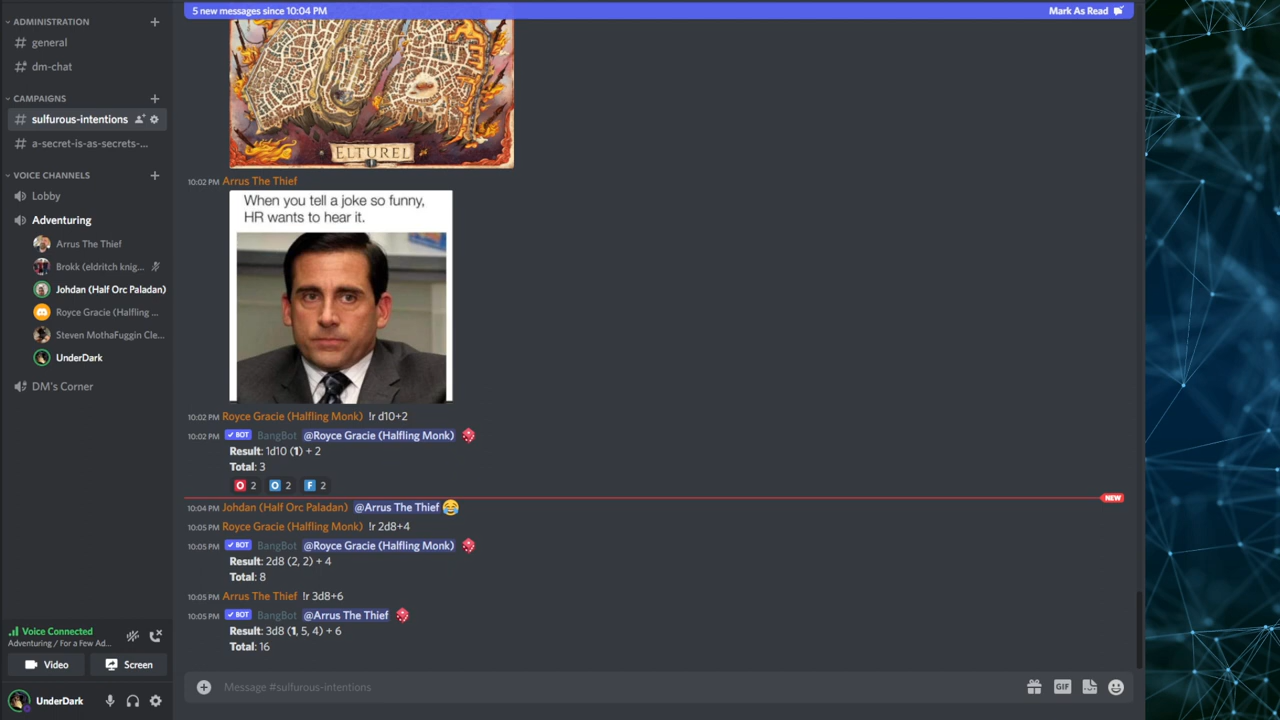 5 new messages since 10:04 PM
Mark As Read
ADMINISTRATION
general
dm-chat
CAMPAIGNS
sulfurous-intentions
a-secret-is-as-secrets-...
VOICE CHANNELS
Lobby
Adventuring
Arrus The Thief
Brokk (eldritch knig...
Johdan (Half Orc Paladan)
Royce Gracie (Halfling ...
Steven MothaFuggin Cle...
UnderDark
DM's Corner
Voice Connected
Adventuring / For a Few Ad...
Video
Screen
UnderDark
ELTUREL
10:02 PM Arrus The Thief
When you tell a joke so funny,
HR wants to hear it.
10:02 PM Royce Gracie (Halfling Monk) !r d10+2
10:02 PM BOT BangBot @Royce Gracie (Halfling Monk)
Result: 1d10 (1) + 2
Total: 3
O 2 O 2 F 2
NEW
10:04 PM Johdan (Half Orc Paladan) @Arrus The Thief
10:05 PM Royce Gracie (Halfling Monk) !r 2d8+4
10:05 PM BOT BangBot @Royce Gracie (Halfling Monk)
Result: 2d8 (2, 2) + 4
Total: 8
10:05 PM Arrus The Thief !r 3d8+6
10:05 PM BOT BangBot @Arrus The Thief
Result: 3d8 (1, 5, 4) + 6
Total: 16
Message #sulfurous-intentions
GIF